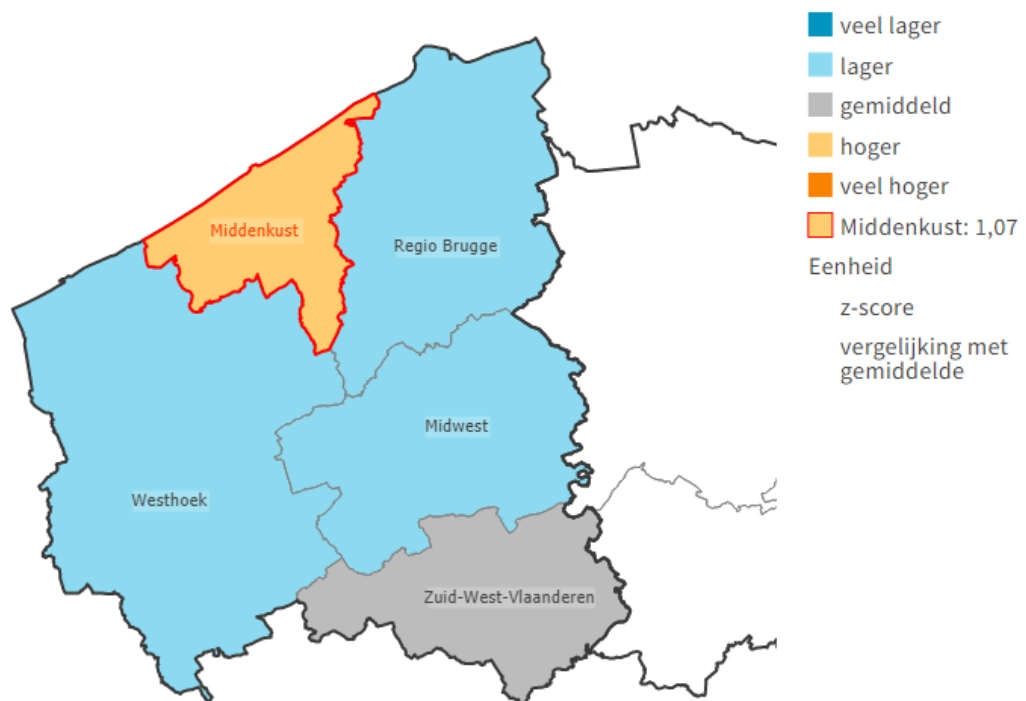 veel lager
lager
gemiddeld
hoger
veel hoger
Middenkust: 1,07
Eenheid
z-score
vergelijking met
gemiddelde
Middenkust
Regio Brugge
Midwest
Westhoek
Zuid-West-Vlaanderen